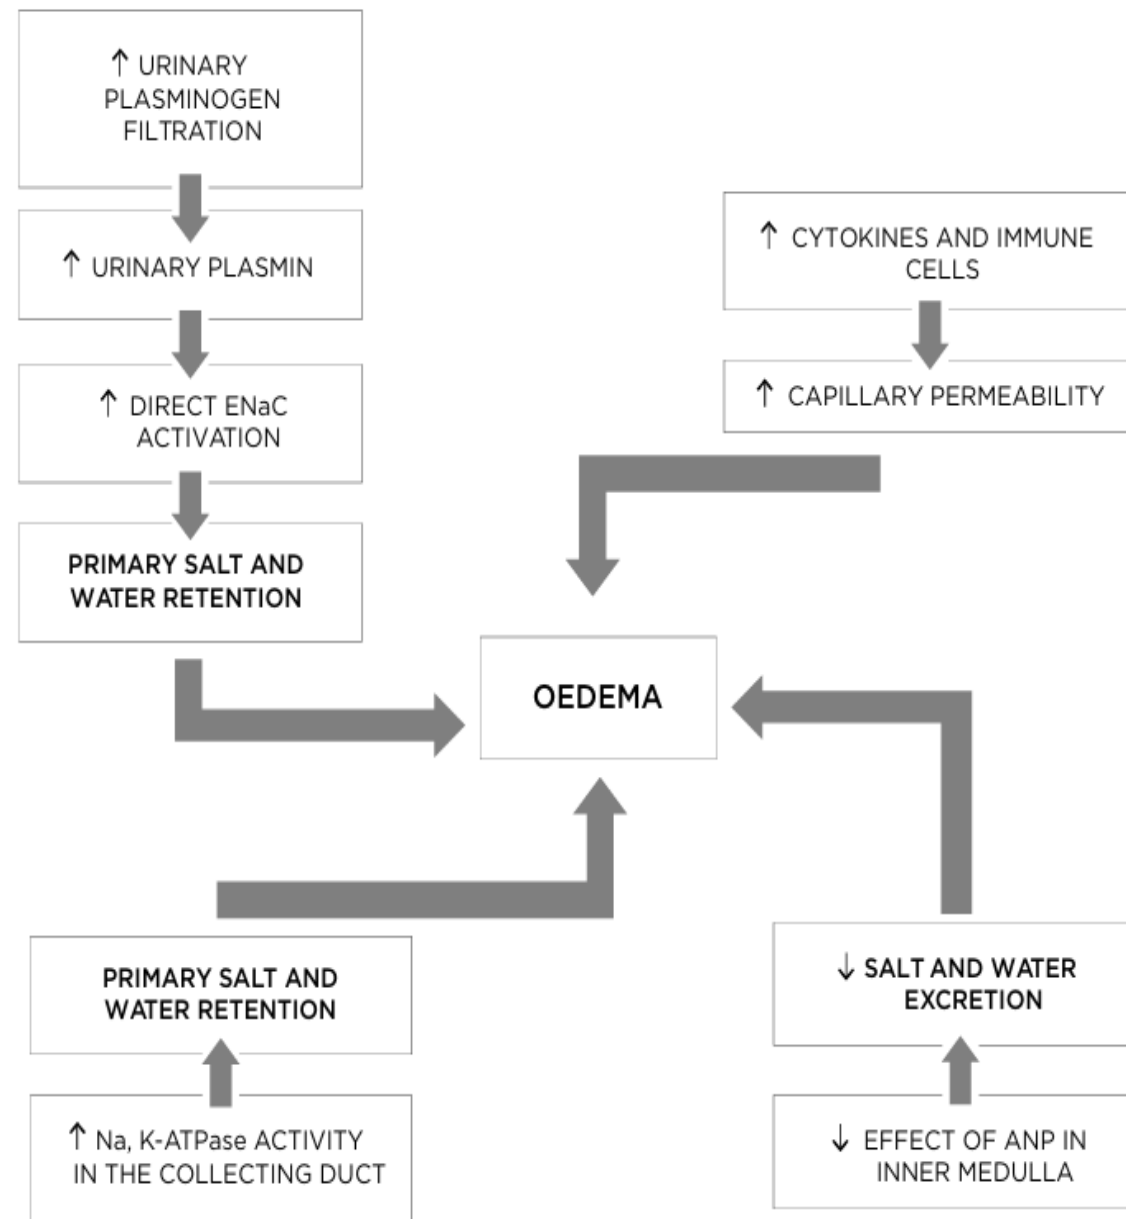 ↑ URINARY
PLASMINOGEN
FILTRATION
↑ URINARY PLASMIN
↑ DIRECT ENaC
ACTIVATION
PRIMARY SALT AND
WATER RETENTION
↑ CYTOKINES AND IMMUNE
CELLS
↑ CAPILLARY PERMEABILITY
OEDEMA
PRIMARY SALT AND
WATER RETENTION
↑ Na, K-ATPase ACTIVITY
IN THE COLLECTING DUCT
↓ SALT AND WATER
EXCRETION
↓ EFFECT OF ANP IN
INNER MEDULLA